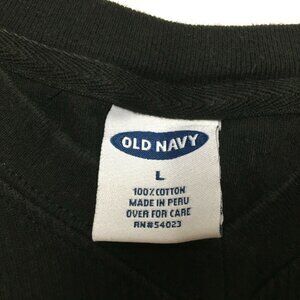 OLD NAVY
L
100% COTTON
MADE IN PERU
OVER FOR CARE
RN#54023